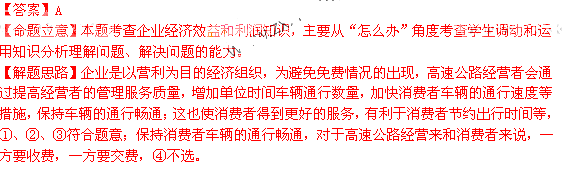 【答案】A
【命题立意】本题考查企业经济效益和利润知识，主要从“怎么办”角度考查学生调动和运
用知识分析理解问题、解决问题的能力。
【解题思路】企业是以营利为目的经济组织，为避免免费情况的出现，高速公路经营者会通
过提高经营者的管理服务质量，增加单位时间车辆通行数量，加快消费者车辆的通行速度等
措施，保持车辆的通行畅通；这也使消费者得到更好的服务，有利于消费者节约出行时间等，
①、②、③符合题意；保持消费者车辆的通行畅通，对于高速公路经营来和消费者来说，一
方要收费，一方要交费，④不选。